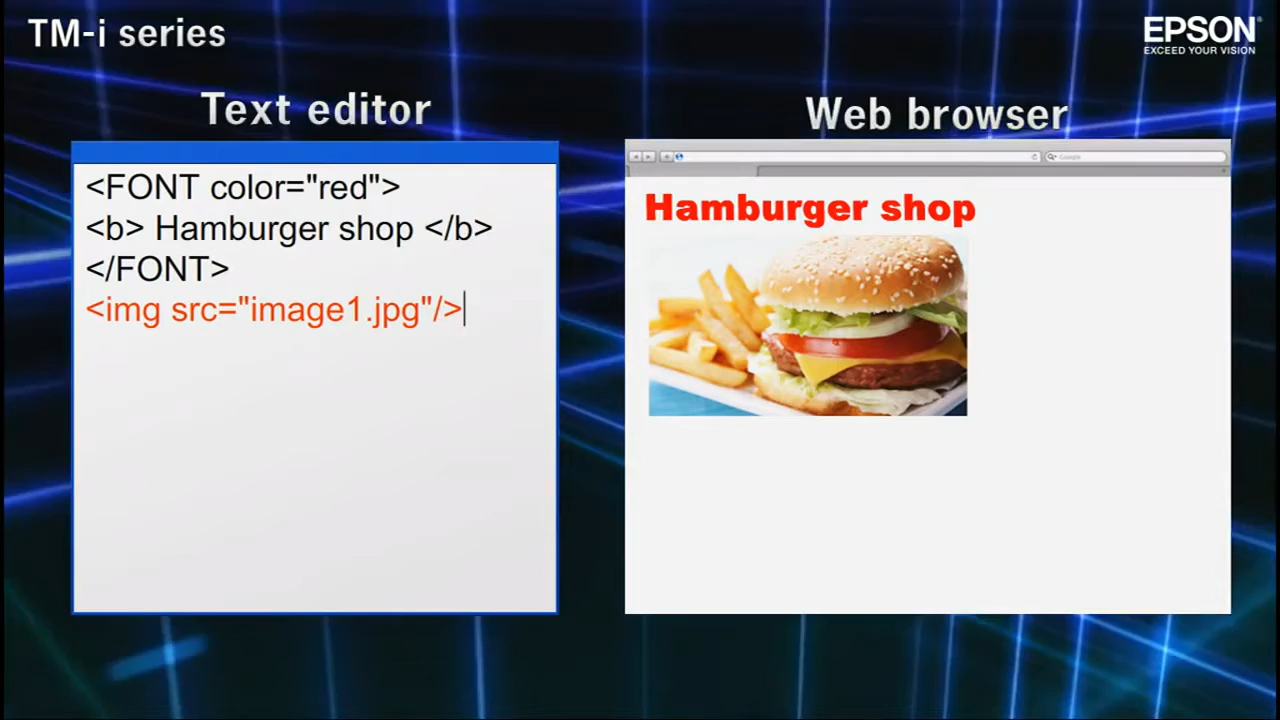 TM-i series
EPSON
EXCEED YOUR VISION
Text editor
Web browser
<FONT color="red">
<b> Hamburger shop </b>
</FONT>
<img src="image1.jpg"/>
Google
Hamburger shop